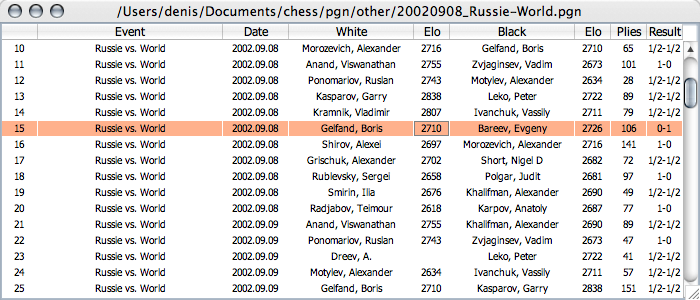 /Users/denis/Documents/chess/pgn/other/20020908_Russie-World.pgn
Event Date White Elo Black Elo Plies Result
10 Russie vs. World 2002.09.08 Morozevich, Alexander 2716 Gelfand, Boris 2710 65 1/2-1/2
11 Russie vs. World 2002.09.08 Anand, Viswanathan 2755 Zvjaginsev, Vadim 2673 101 1-0
12 Russie vs. World 2002.09.08 Ponomariov, Ruslan 2743 Motylev, Alexander 2634 28 1/2-1/2
13 Russie vs. World 2002.09.08 Kasparov, Garry 2838 Leko, Peter 2722 89 1/2-1/2
14 Russie vs. World 2002.09.08 Kramnik, Vladimir 2807 Ivanchuk, Vassily 2711 79 1/2-1/2
15 Russie vs. World 2002.09.08 Gelfand, Boris 2710 Bareev, Evgeny 2726 106 0-1
16 Russie vs. World 2002.09.08 Shirov, Alexei 2697 Morozevich, Alexander 2716 141 1-0
17 Russie vs. World 2002.09.08 Grischuk, Alexander 2702 Short, Nigel D 2682 72 1/2-1/2
18 Russie vs. World 2002.09.08 Rublevsky, Sergei 2658 Polgar, Judit 2681 97 1-0
19 Russie vs. World 2002.09.08 Smirin, Ilia 2676 Khalifman, Alexander 2690 49 1/2-1/2
20 Russie vs. World 2002.09.08 Radjabov, Teimour 2618 Karpov, Anatoly 2687 77 1-0
21 Russie vs. World 2002.09.09 Anand, Viswanathan 2755 Khalifman, Alexander 2690 89 1/2-1/2
22 Russie vs. World 2002.09.09 Ponomariov, Ruslan 2743 Zvjaginsev, Vadim 2673 47 1-0
23 Russie vs. World 2002.09.09 Dreev, A. Leko, Peter 2722 41 1/2-1/2
24 Russie vs. World 2002.09.09 Motylev, Alexander 2634 Ivanchuk, Vassily 2711 57 1/2-1/2
25 Russie vs. World 2002.09.09 Gelfand, Boris 2710 Kasparov, Garry 2838 151 1/2-1/2